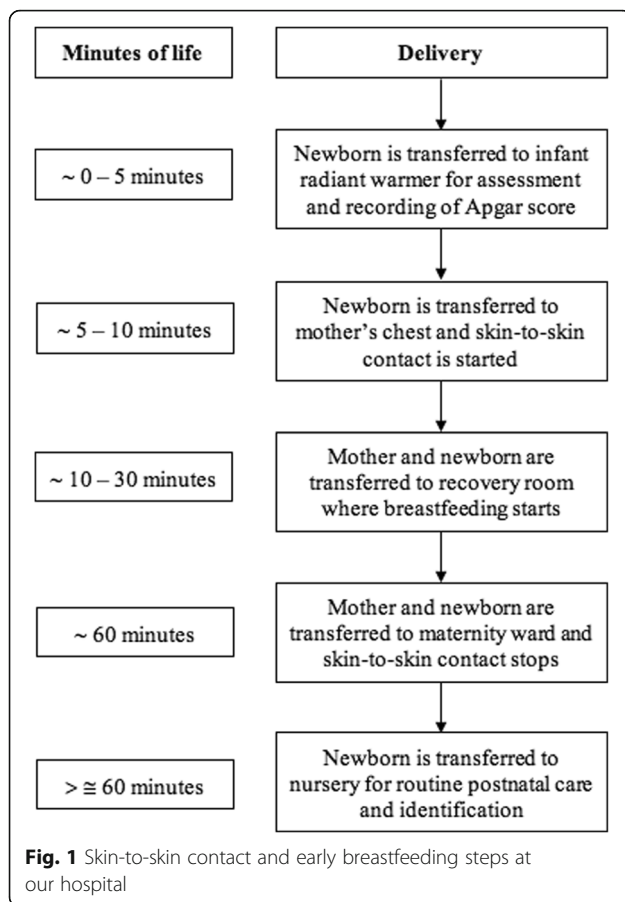 Minutes of life
Delivery
~ 0 – 5 minutes
Newborn is transferred to infant
radiant warmer for assessment
and recording of Apgar score
~ 5 – 10 minutes
Newborn is transferred to
mother's chest and skin-to-skin
contact is started
~ 10 – 30 minutes
Mother and newborn are
transferred to recovery room
where breastfeeding starts
~ 60 minutes
Mother and newborn are
transferred to maternity ward and
skin-to-skin contact stops
> ≅ 60 minutes
Newborn is transferred to
nursery for routine postnatal care
and identification
Fig. 1 Skin-to-skin contact and early breastfeeding steps at
our hospital